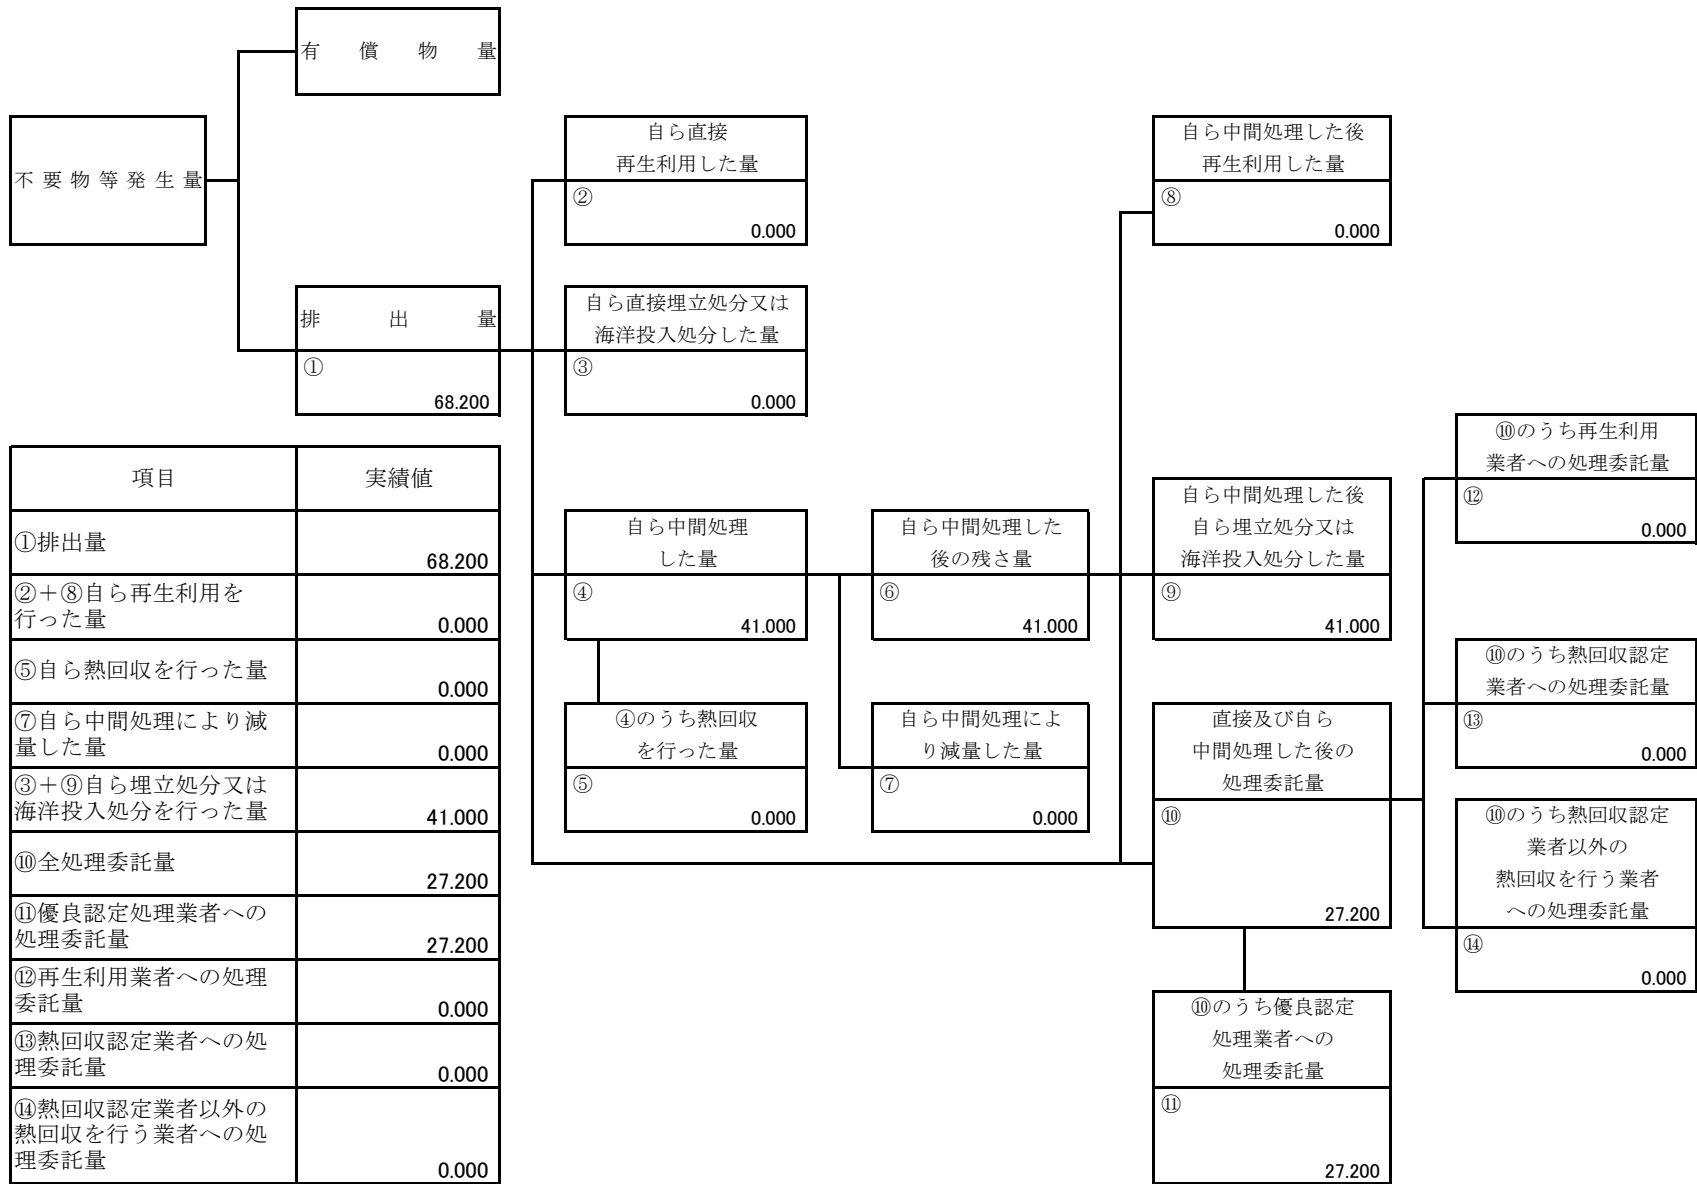 有償物量
不要物等発生量
自ら直接
再生利用した量
②
0.000
自ら中間処理した後
再生利用した量
⑧
0.000
排出量
①
68.200
自ら直接埋立処分又は
海洋投入処分した量
③
0.000
項目 実績値
①排出量 68.200
②＋⑧自ら再生利用を
行った量 0.000
⑤自ら熱回収を行った量 0.000
⑦自ら中間処理により減
量した量 0.000
③＋⑨自ら埋立処分又は
海洋投入処分を行った量 41.000
⑩全処理委託量 27.200
⑪優良認定処理業者への
処理委託量 27.200
⑫再生利用業者への処理
委託量 0.000
⑬熱回収認定業者への処
理委託量 0.000
⑭熱回収認定業者以外の
熱回収を行う業者への処
理委託量 0.000
自ら中間処理
した量
④
41.000
④のうち熱回収
を行った量
⑤
0.000
自ら中間処理した
後の残さ量
⑥
41.000
自ら中間処理によ
り減量した量
⑦
0.000
自ら中間処理した後
自ら埋立処分又は
海洋投入処分した量
⑨
41.000
直接及び自ら
中間処理した後の
処理委託量
⑩
27.200
⑩のうち優良認定
処理業者への
処理委託量
⑪
27.200
⑩のうち再生利用
業者への処理委託量
⑫
0.000
⑩のうち熱回収認定
業者への処理委託量
⑬
0.000
⑩のうち熱回収認定
業者以外の
熱回収を行う業者
への処理委託量
⑭
0.000